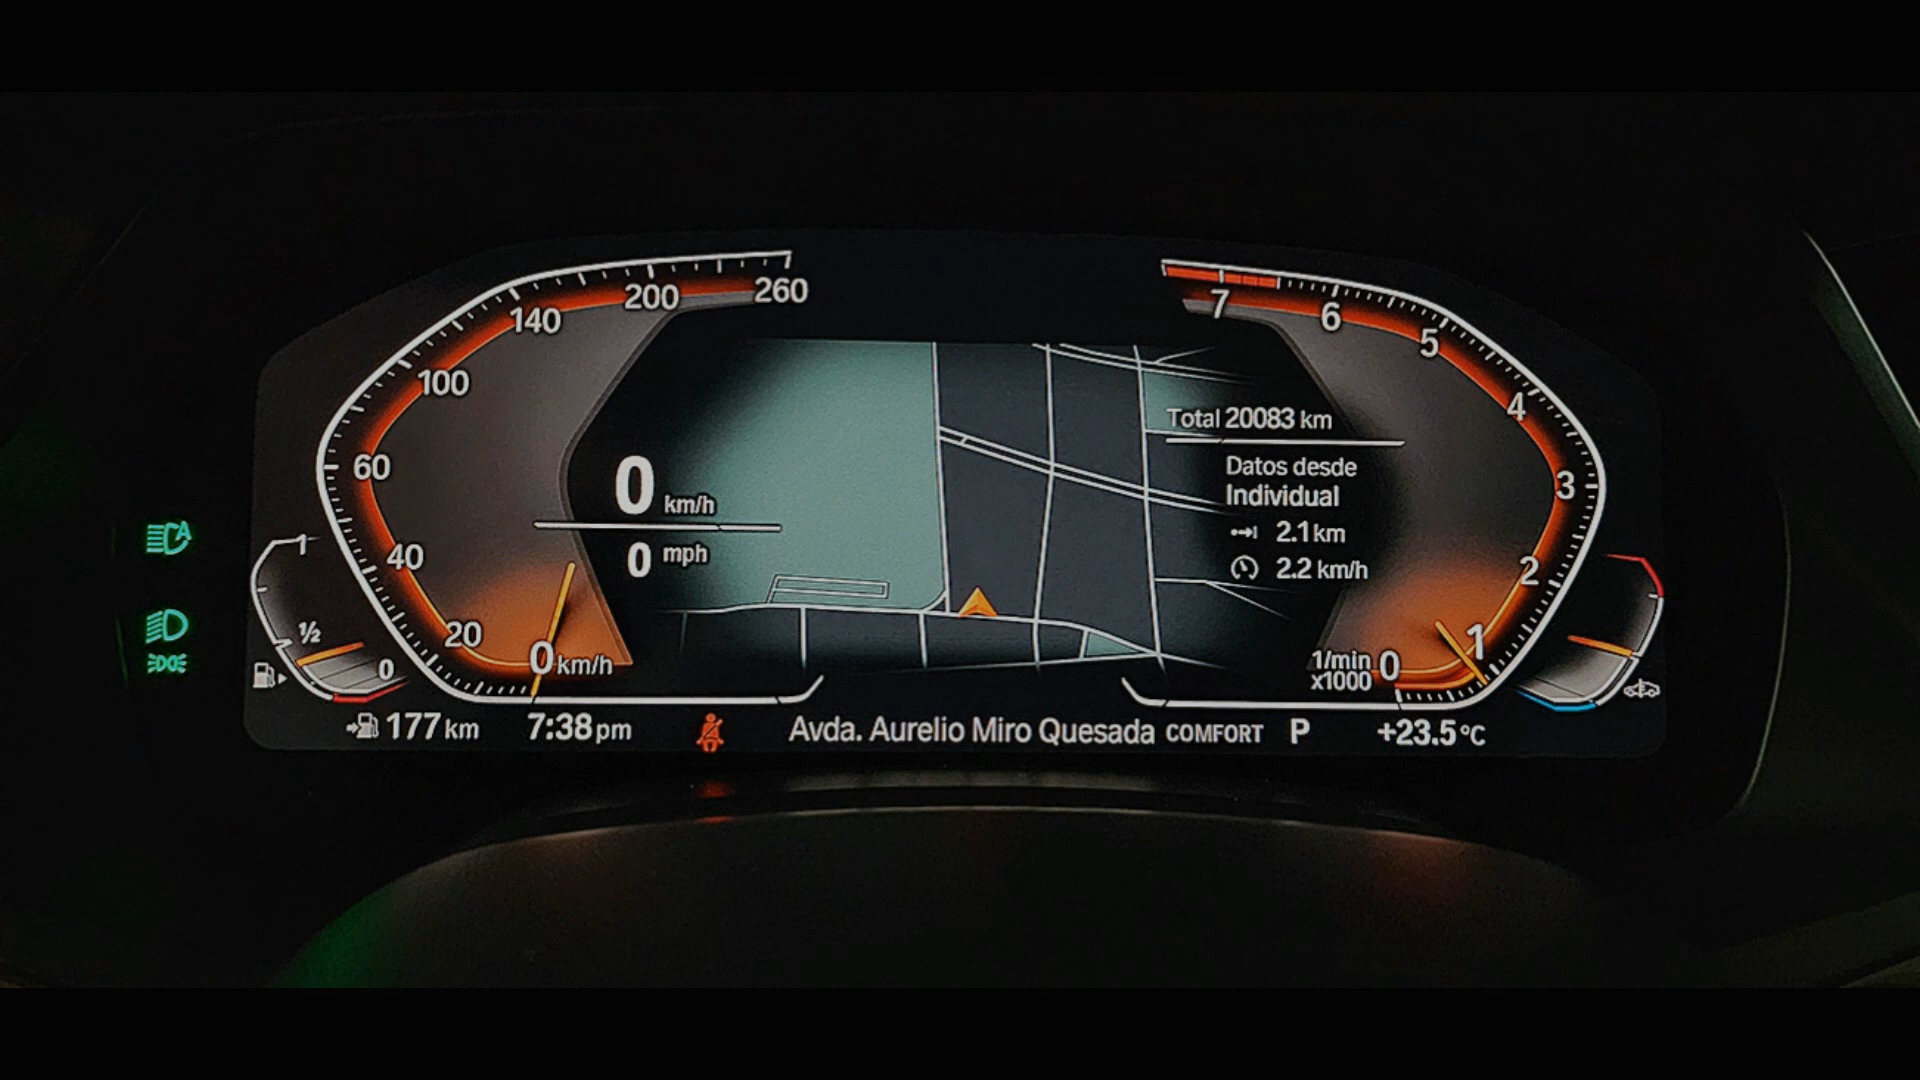 260
200
140
100
60
40
20
0 km/h
7
6
5
4
3
2
1
0
1/min
x1000
Total 20083 km
Datos desde
Individual
2.1 km
2.2 km/h
0 km/h
0 mph
A
1
1/2
0
177 km
7:38 pm
Avda. Aurelio Miro Quesada
COMFORT
P
+23.5 °C